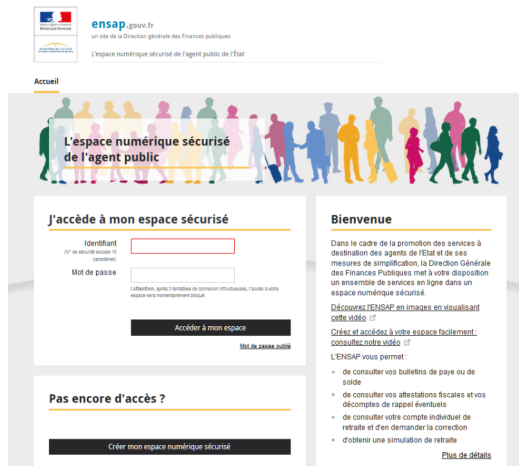 ensap.gouv.fr
un site de la Direction générale des Finances publiques
L'espace numérique sécurisé de l'agent public de l'État
Accueil
L'espace numérique sécurisé
de l'agent public
J'accède à mon espace sécurisé
Identifiant
(N° de sécurité sociale 15
caractères)
Mot de passe
Attention, après 3 tentatives de connexion infructueuses, l'accès à votre
espace sera momentanément bloqué.
Accéder à mon espace
Mot de passe oublié
Pas encore d'accès ?
Créer mon espace numérique sécurisé
Bienvenue
Dans le cadre de la promotion des services à
destination des agents de l'Etat et de ses
mesures de simplification, la Direction Générale
des Finances Publiques met à votre disposition
un ensemble de services en ligne dans un
espace numérique sécurisé.
Découvrez l'ENSAP en images en visualisant
cette vidéo
Créez et accédez à votre espace facilement :
consultez notre vidéo
L'ENSAP vous permet :
de consulter vos bulletins de paye ou de
solde
de consulter vos attestations fiscales et vos
décomptes de rappel éventuels
de consulter votre compte individuel de
retraite et d'en demander la correction
d'obtenir une simulation de retraite
Plus de détails